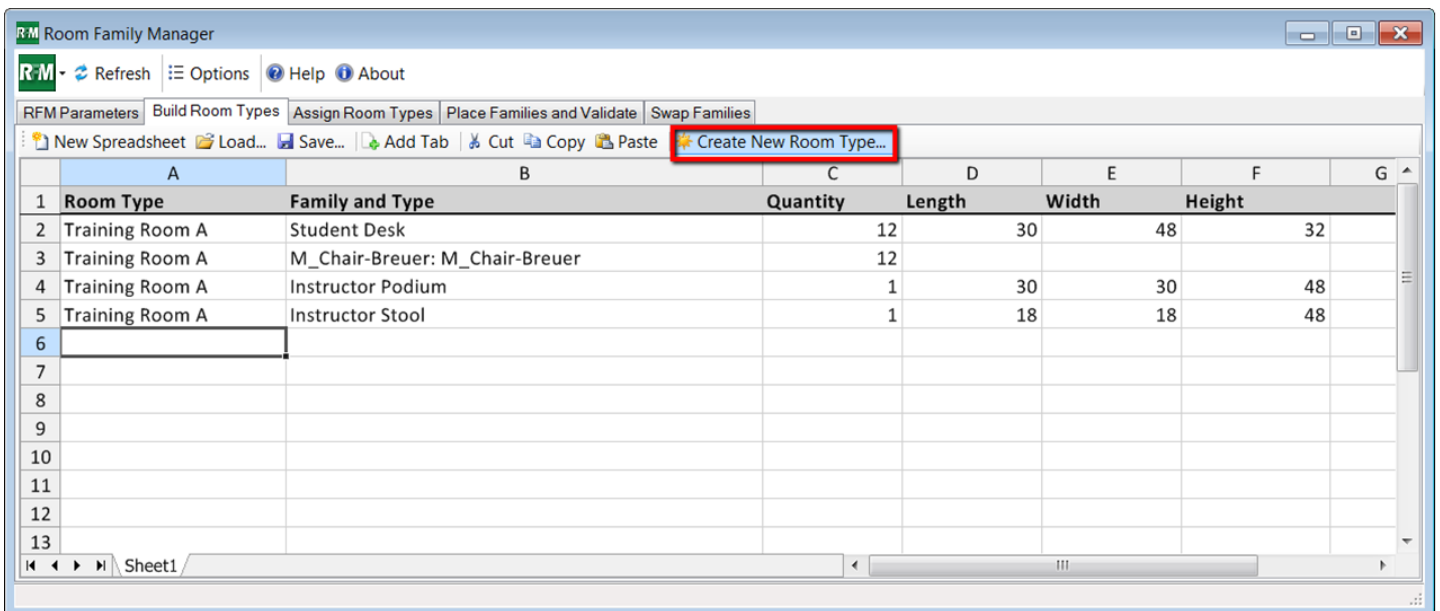 RFM Room Family Manager
RFM Refresh Options Help About
RFM Parameters Build Room Types Assign Room Types Place Families and Validate Swap Families
New Spreadsheet Load... Save... Add Tab Cut Copy Paste Create New Room Type...
A B C D E F G
1 Room Type Family and Type Quantity Length Width Height
2 Training Room A Student Desk 12 30 48 32
3 Training Room A M_Chair-Breuer: M_Chair-Breuer 12
4 Training Room A Instructor Podium 1 30 30 48
5 Training Room A Instructor Stool 1 18 18 48
6
7
8
9
10
11
12
13
Sheet1